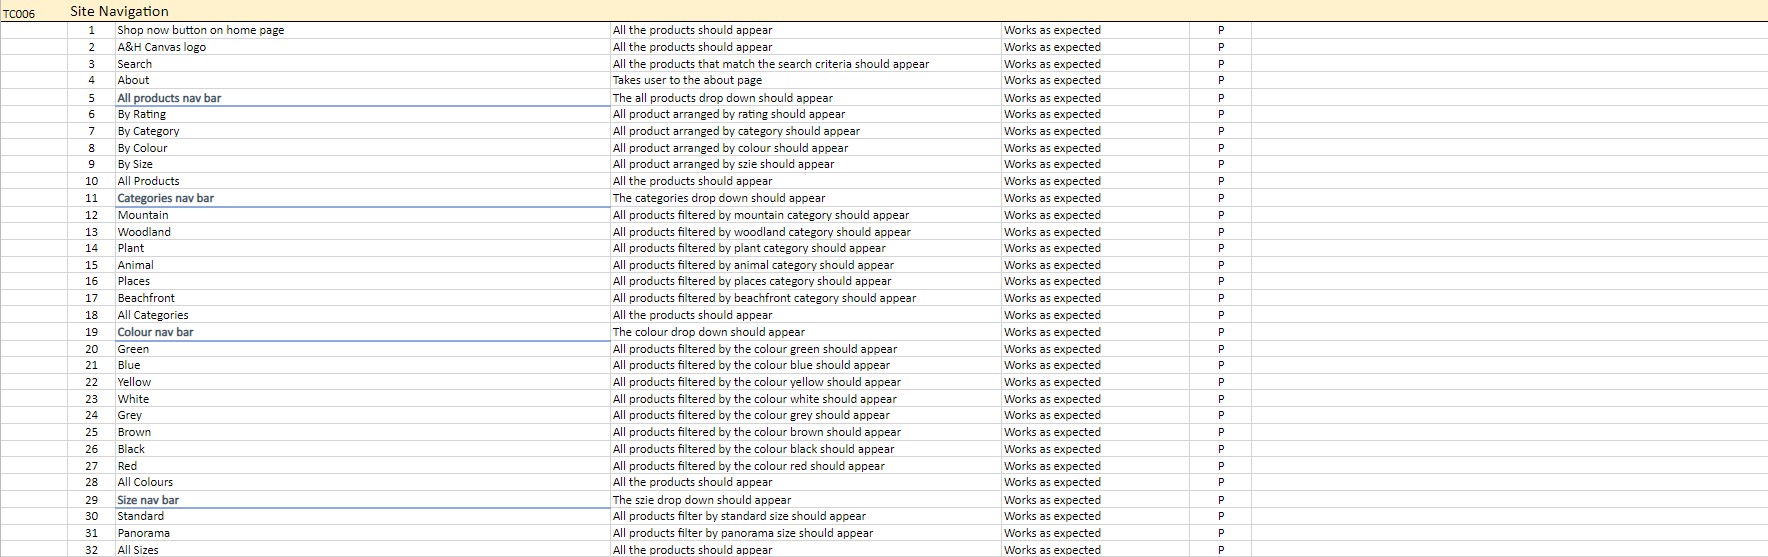 TC006 Site Navigation
1 Shop now button on home page All the products should appear Works as expected P
2 A&H Canvas logo All the products should appear Works as expected P
3 Search All the products that match the search criteria should appear Works as expected P
4 About Takes user to the about page Works as expected P
5 All products nav bar The all products drop down should appear Works as expected P
6 By Rating All product arranged by rating should appear Works as expected P
7 By Category All product arranged by category should appear Works as expected P
8 By Colour All product arranged by colour should appear Works as expected P
9 By Size All product arranged by szie should appear Works as expected P
10 All Products All the products should appear Works as expected P
11 Categories nav bar The categories drop down should appear Works as expected P
12 Mountain All products filtered by mountain category should appear Works as expected P
13 Woodland All products filtered by woodland category should appear Works as expected P
14 Plant All products filtered by plant category should appear Works as expected P
15 Animal All products filtered by animal category should appear Works as expected P
16 Places All products filtered by places category should appear Works as expected P
17 Beachfront All products filtered by beachfront category should appear Works as expected P
18 All Categories All the products should appear Works as expected P
19 Colour nav bar The colour drop down should appear Works as expected P
20 Green All products filtered by the colour green should appear Works as expected P
21 Blue All products filtered by the colour blue should appear Works as expected P
22 Yellow All products filtered by the colour yellow should appear Works as expected P
23 White All products filtered by the colour white should appear Works as expected P
24 Grey All products filtered by the colour grey should appear Works as expected P
25 Brown All products filtered by the colour brown should appear Works as expected P
26 Black All products filtered by the colour black should appear Works as expected P
27 Red All products filtered by the colour red should appear Works as expected P
28 All Colours All the products should appear Works as expected P
29 Size nav bar The szie drop down should appear Works as expected P
30 Standard All products filter by standard size should appear Works as expected P
31 Panorama All products filter by panorama size should appear Works as expected P
32 All Sizes All the products should appear Works as expected P